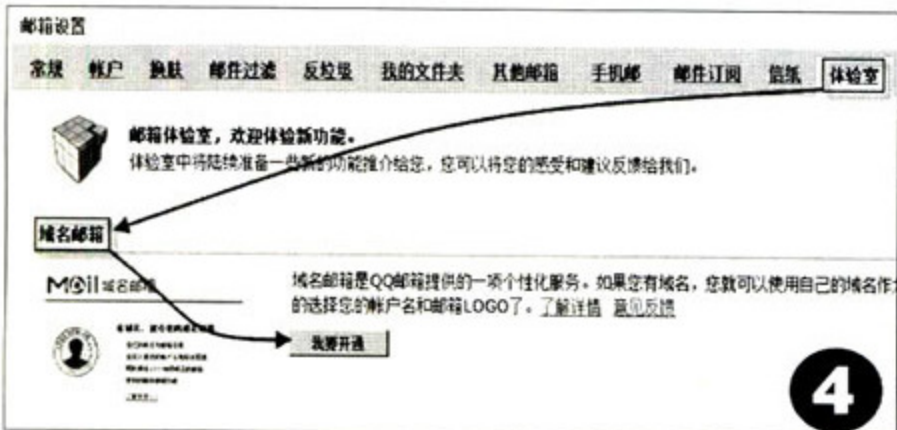 邮箱设置
常规 帐户 换肤 邮件过滤 反垃圾 我的文件夹 其他邮箱 手机邮 邮件订阅 信纸 体验室
邮箱体验室，欢迎体验新功能。
体验室中将陆续准备一些新的功能推介给您，您可以将您的感受和建议反馈给我们。
域名邮箱
Mail 域名邮箱
域名邮箱是QQ邮箱提供的一项个性化服务。如果您有域名，您就可以使用自己的域名作为
的选择您的帐户名和邮箱LOGO了。了解详情 意见反馈
我要开通
4